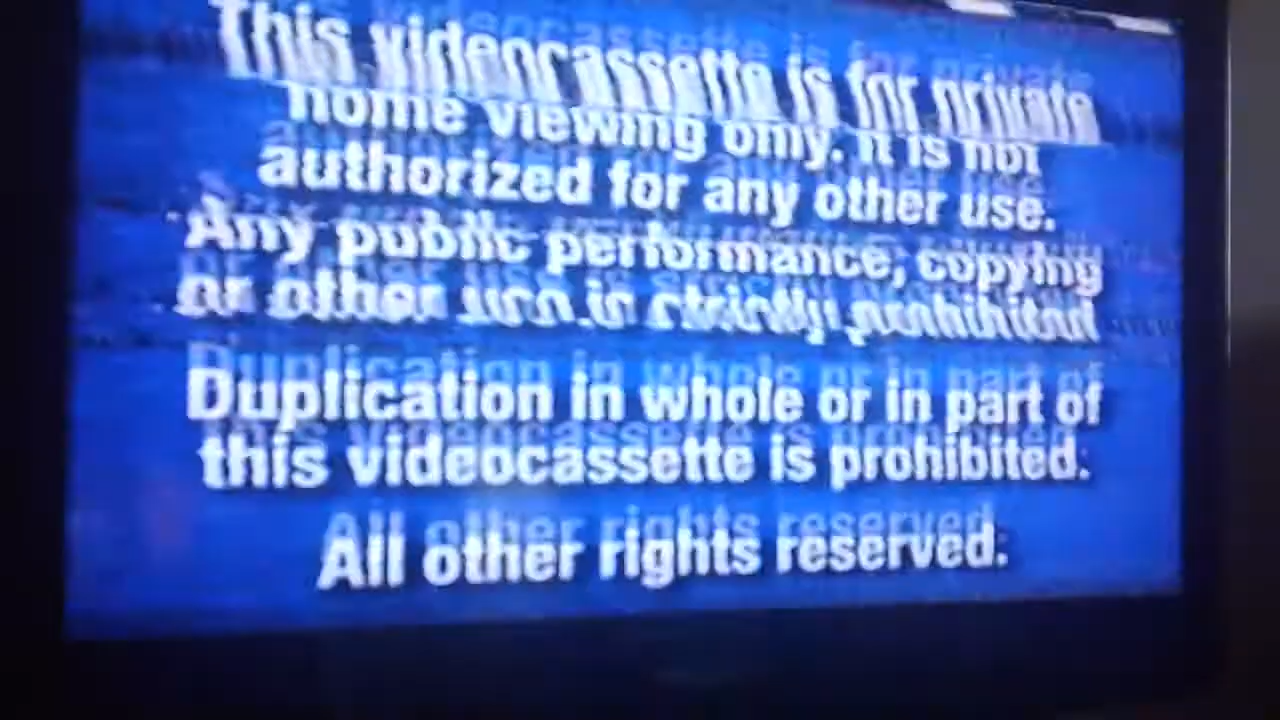 This videocassette is for private
home viewing only. It is not
authorized for any other use.
Any public performance, copying
or other use is strictly prohibited
Duplication in whole or in part of
this videocassette is prohibited.
All other rights reserved.